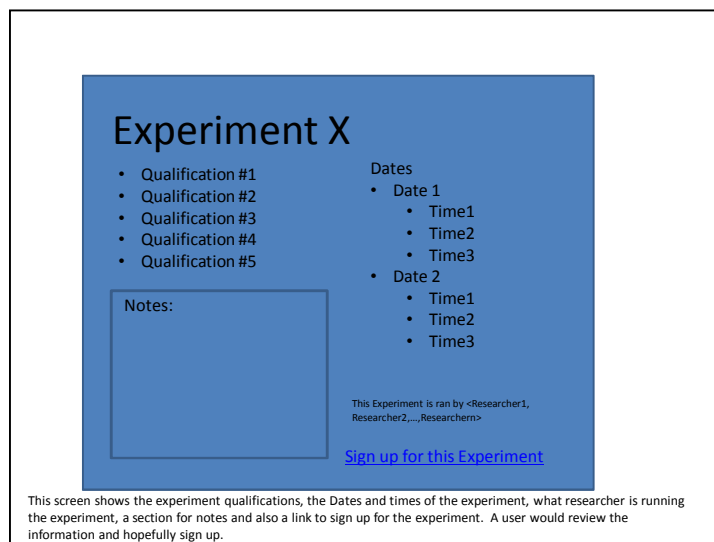 Experiment X
• Qualification #1
• Qualification #2
• Qualification #3
• Qualification #4
• Qualification #5
Notes:
Dates
• Date 1
• Time1
• Time2
• Time3
• Date 2
• Time1
• Time2
• Time3
This Experiment is ran by <Researcher1,
Researcher2,...,Researchern>
Sign up for this Experiment
This screen shows the experiment qualifications, the Dates and times of the experiment, what researcher is running
the experiment, a section for notes and also a link to sign up for the experiment.  A user would review the
information and hopefully sign up.